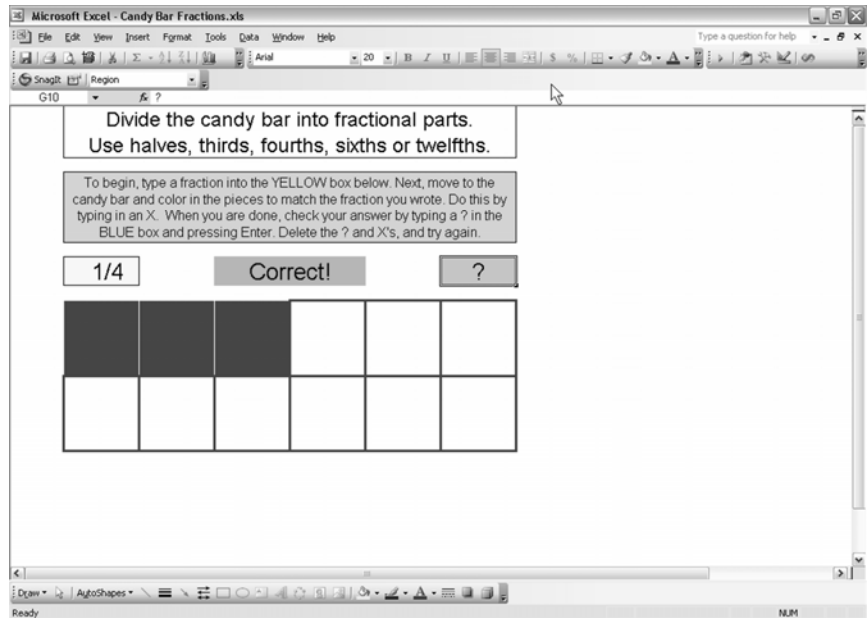 Microsoft Excel - Candy Bar Fractions.xls
File Edit View Insert Format Tools Data Window Help Type a question for help
Arial 20 B I U $ %
SnagIt Region
G10 fx ?
Divide the candy bar into fractional parts.
Use halves, thirds, fourths, sixths or twelfths.
To begin, type a fraction into the YELLOW box below. Next, move to the
candy bar and color in the pieces to match the fraction you wrote. Do this by
typing in an X. When you are done, check your answer by typing a ? in the
BLUE box and pressing Enter. Delete the ? and X's, and try again.
1/4 Correct! ?
Draw AutoShapes
Ready NUM